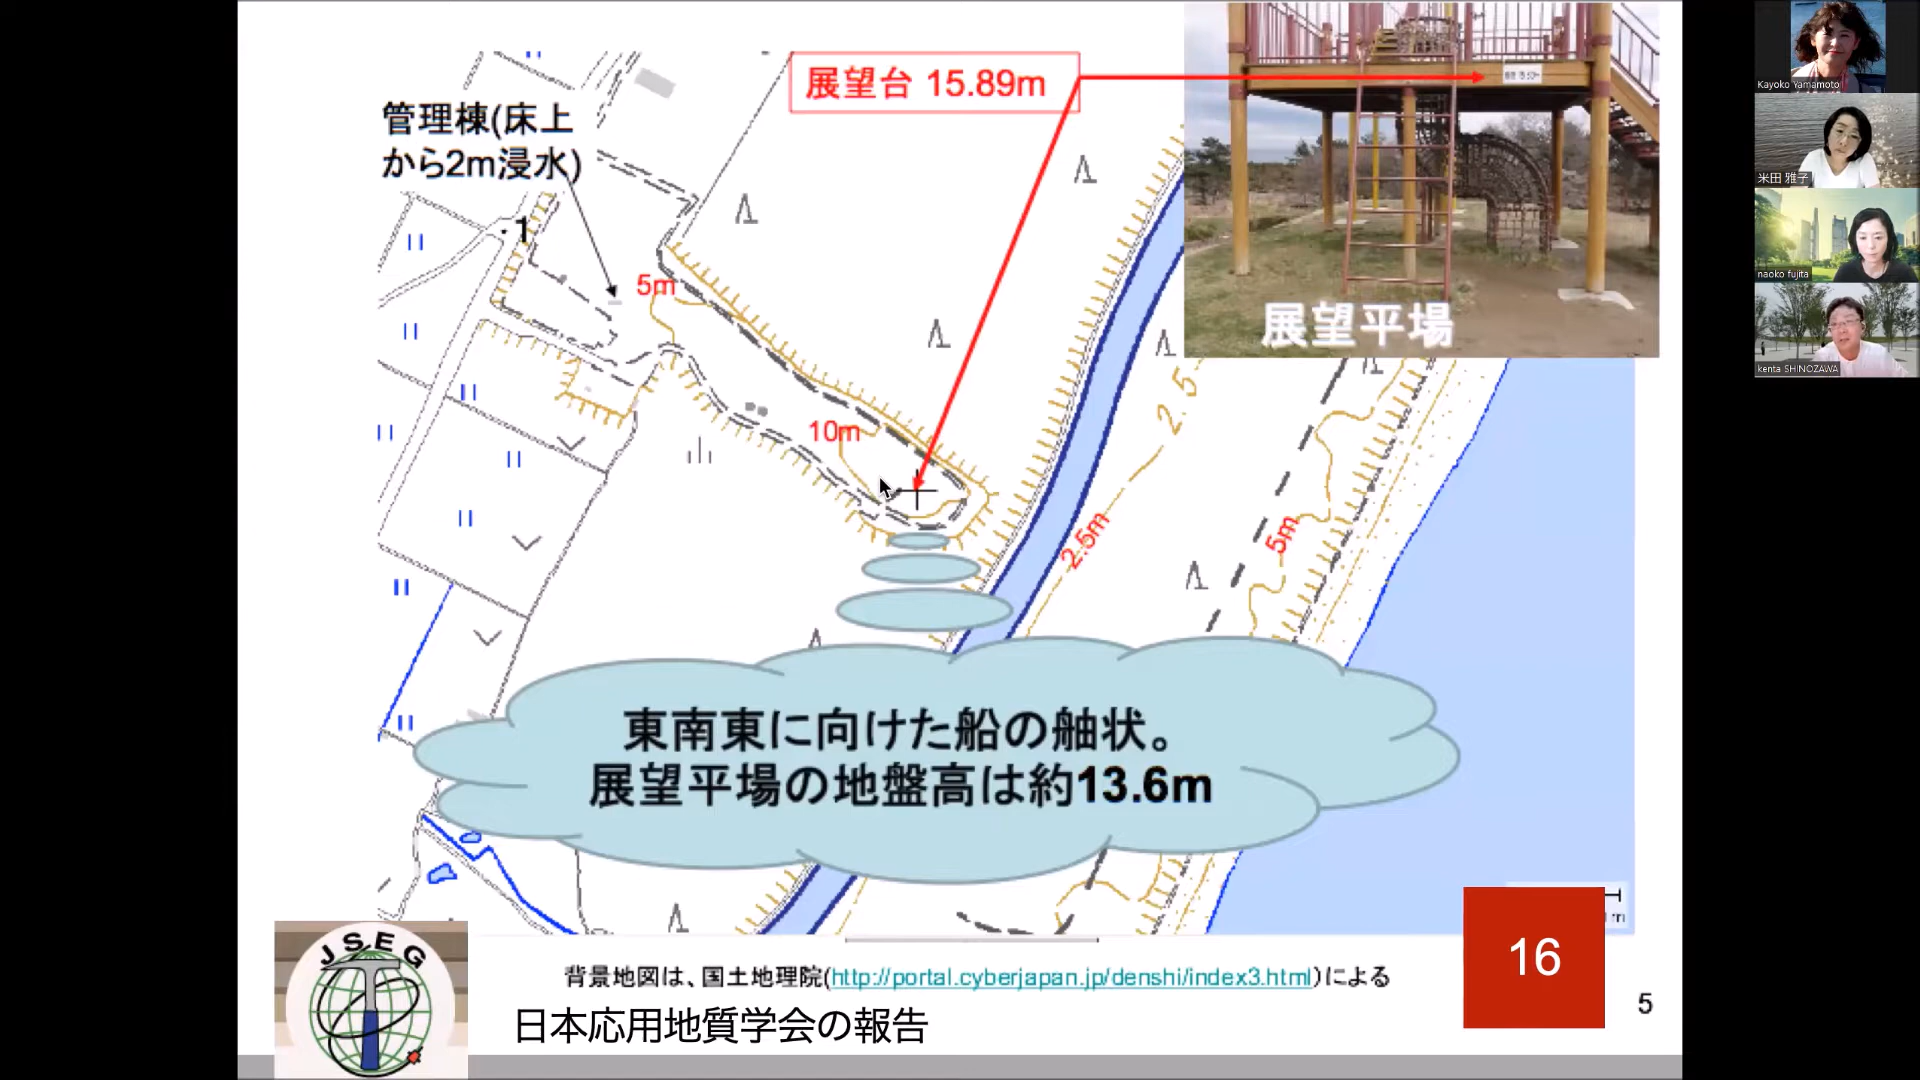 展望台 15.89m
管理棟(床上
から2m浸水)
・1
5m
10m
2.5
2.5m
5m
展望平場
東南東に向けた船の舳状。
展望平場の地盤高は約13.6m
背景地図は、国土地理院(http://portal.cyberjapan.jp/denshi/index3.html)による
JSEG
日本応用地質学会の報告
16
5
Kayoko Yamamoto
米田 雅子
naoko fujita
kenta SHINOZAWA